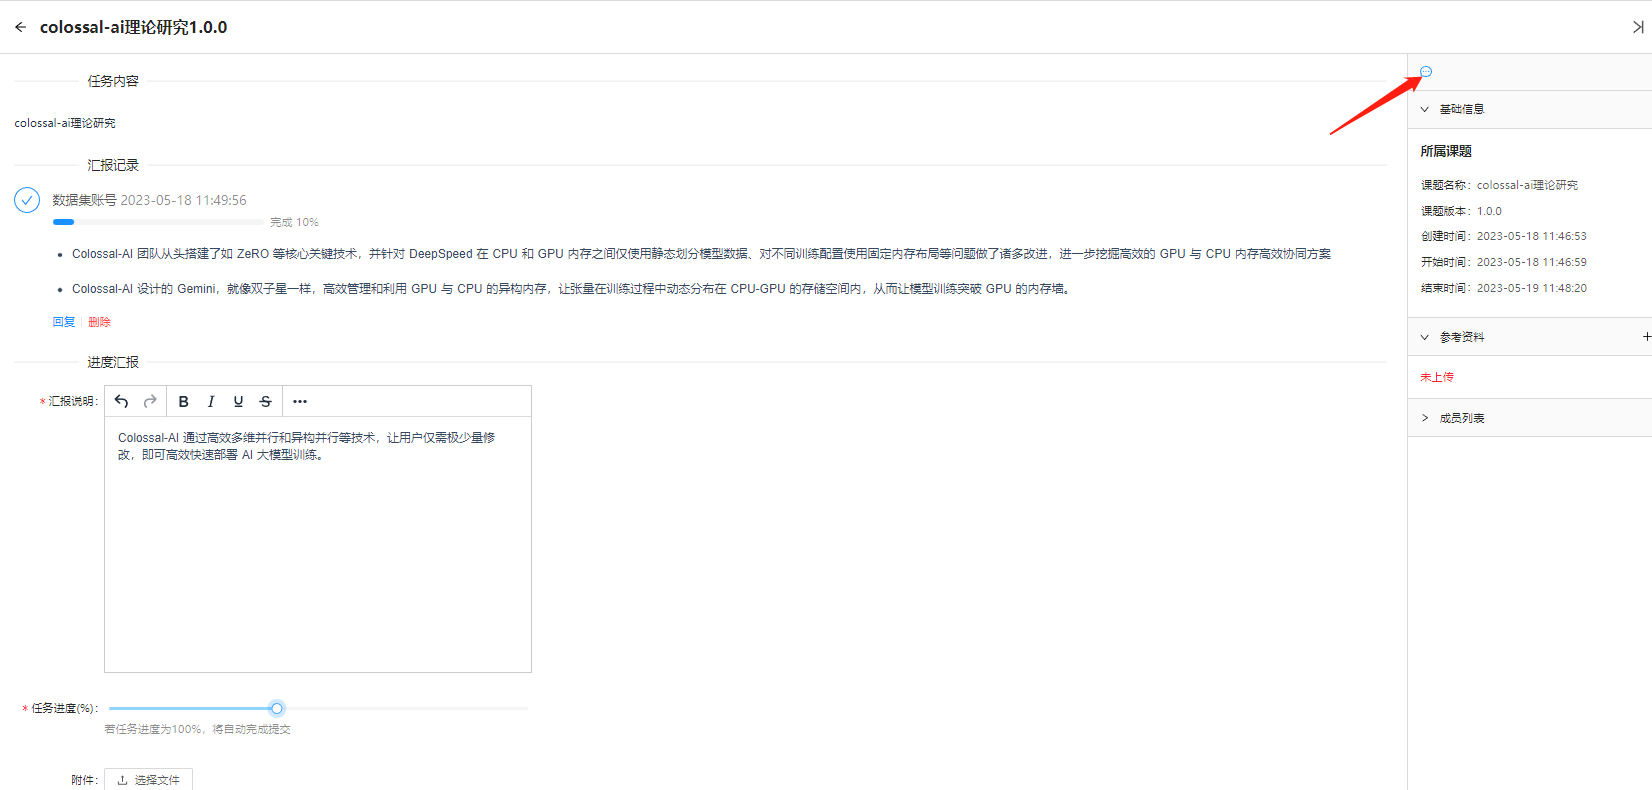 colossal-ai理论研究1.0.0
任务内容
colossal-ai理论研究
汇报记录
数据集账号 2023-05-18 11:49:56
完成 10%
Colossal-AI 团队从头搭建了如 ZeRO 等核心关键技术，并针对 DeepSpeed 在 CPU 和 GPU 内存之间仅使用静态划分模型数据、对不同训练配置使用固定内存布局等问题做了诸多改进，进一步挖掘高效的 GPU 与 CPU 内存高效协同方案
Colossal-AI 设计的 Gemini，就像双子星一样，高效管理和利用 GPU 与 CPU 的异构内存，让张量在训练过程中动态分布在 CPU-GPU 的存储空间内，从而让模型训练突破 GPU 的内存墙。
回复 删除
进度汇报
* 汇报说明：
B I U S
Colossal-AI 通过高效多维并行和异构并行等技术，让用户仅需极少量修
改，即可高效快速部署 AI 大模型训练。
* 任务进度(%)：
若任务进度为100%，将自动完成提交
附件：
选择文件
基础信息
所属课题
课题名称：colossal-ai理论研究
课题版本：1.0.0
创建时间：2023-05-18 11:46:53
开始时间：2023-05-18 11:46:59
结束时间：2023-05-19 11:48:20
参考资料
未上传
成员列表